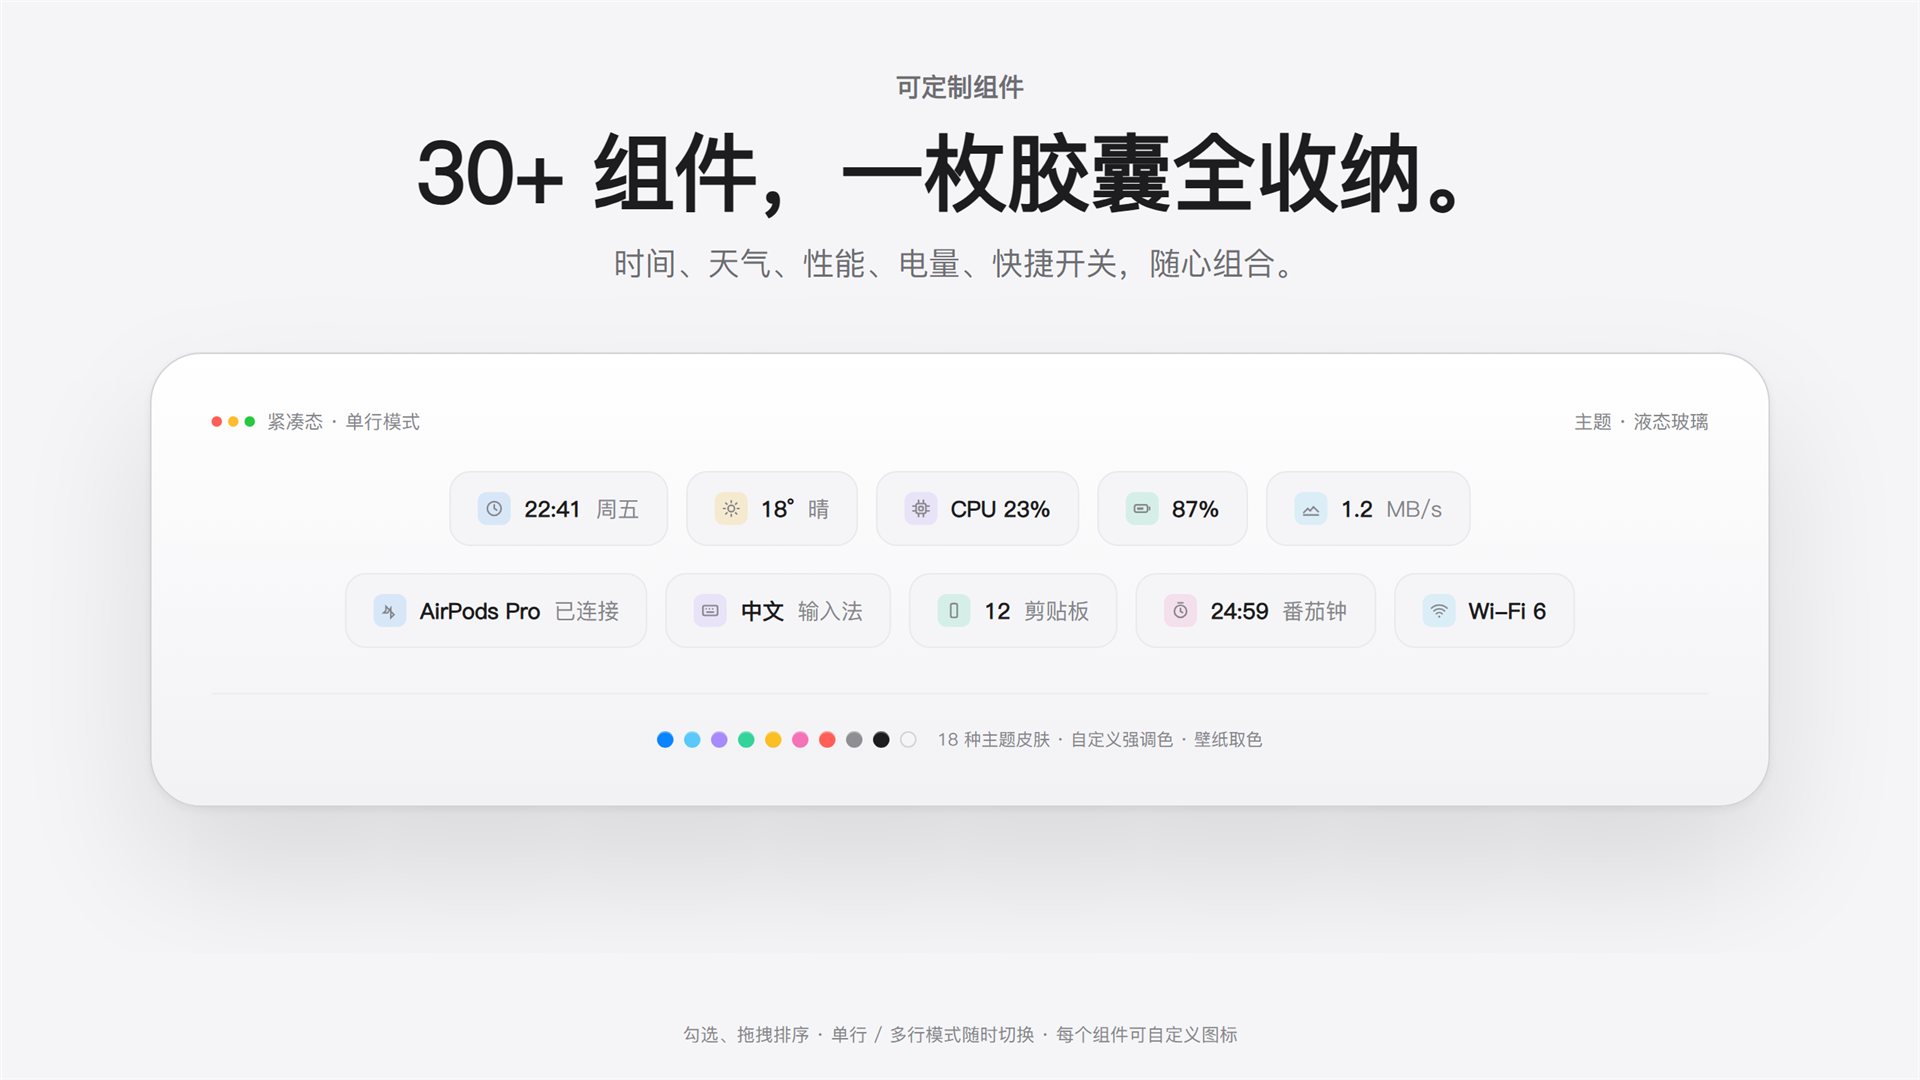 可定制组件
30+ 组件，一枚胶囊全收纳。
时间、天气、性能、电量、快捷开关，随心组合。
紧凑态 · 单行模式
主题 · 液态玻璃
22:41 周五
18° 晴
CPU 23%
87%
1.2 MB/s
AirPods Pro 已连接
中文 输入法
12 剪贴板
24:59 番茄钟
Wi-Fi 6
18 种主题皮肤 · 自定义强调色 · 壁纸取色
勾选、拖拽排序 · 单行 / 多行模式随时切换 · 每个组件可自定义图标